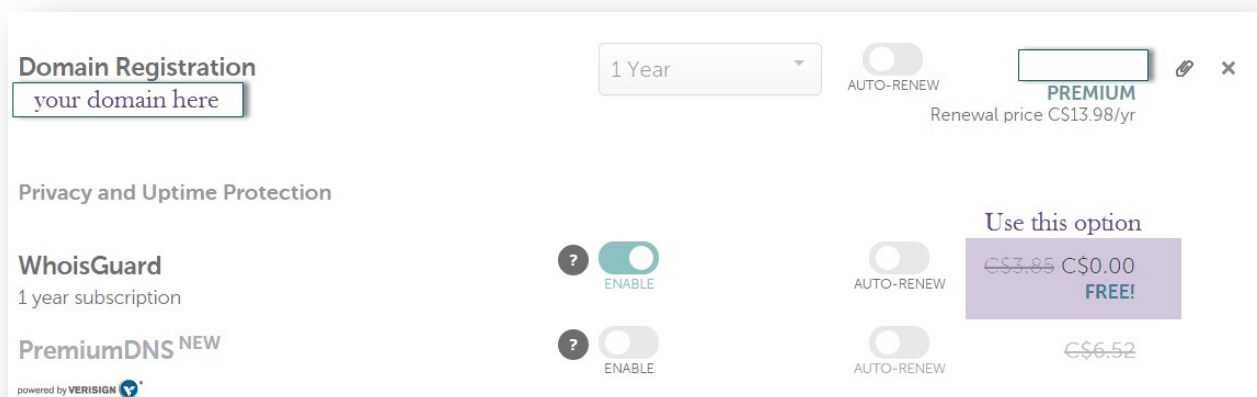 Domain Registration
1 Year
AUTO-RENEW
your domain here
PREMIUM
Renewal price C$13.98/yr
Privacy and Uptime Protection
Use this option
WhoisGuard
?
ENABLE
AUTO-RENEW
C$3.85 C$0.00
FREE!
1 year subscription
PremiumDNS NEW
?
ENABLE
AUTO-RENEW
C$6.52
powered by VERISIGN